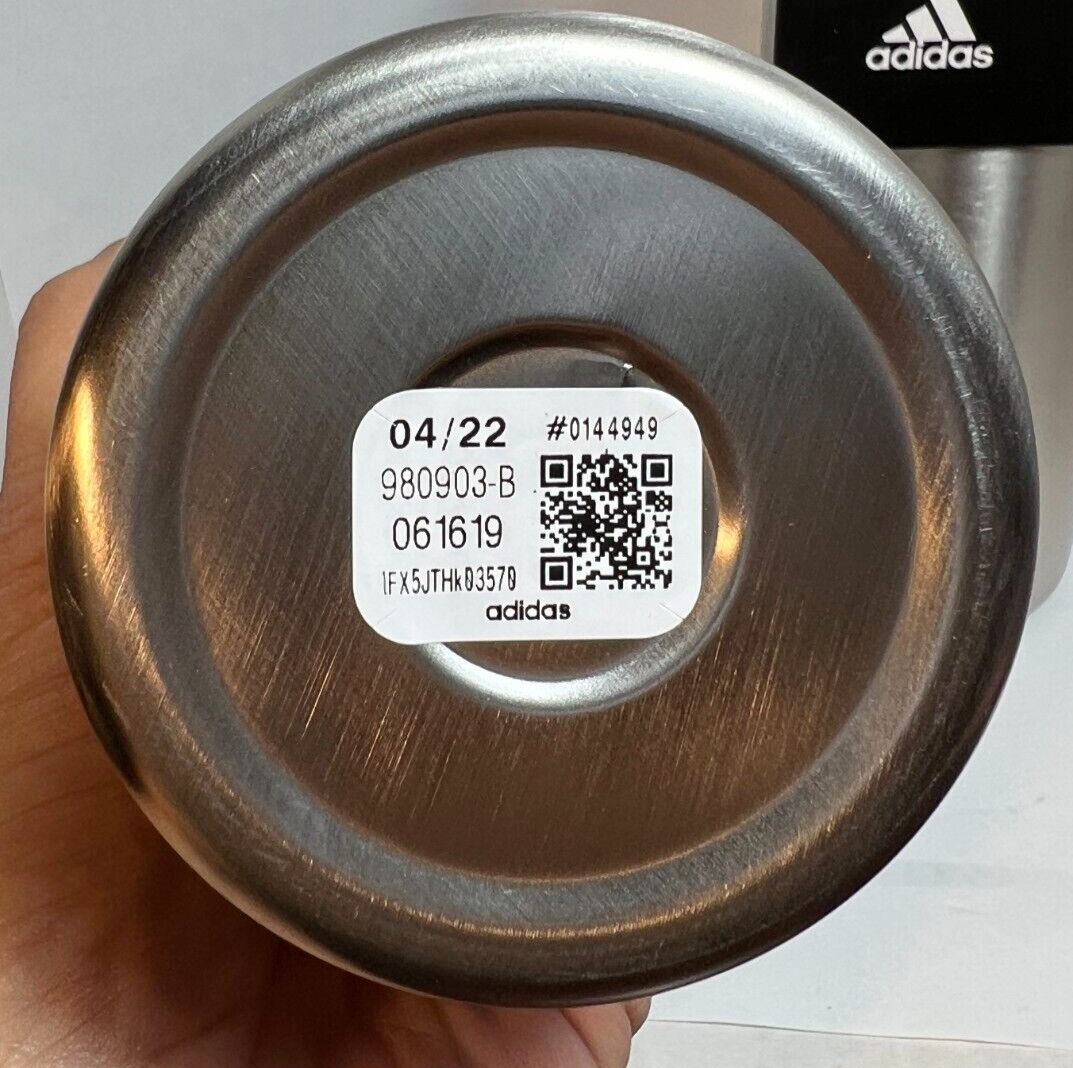 adidas
04/22 #0144949
980903-B
061619
1FX5JTHk03570
adidas